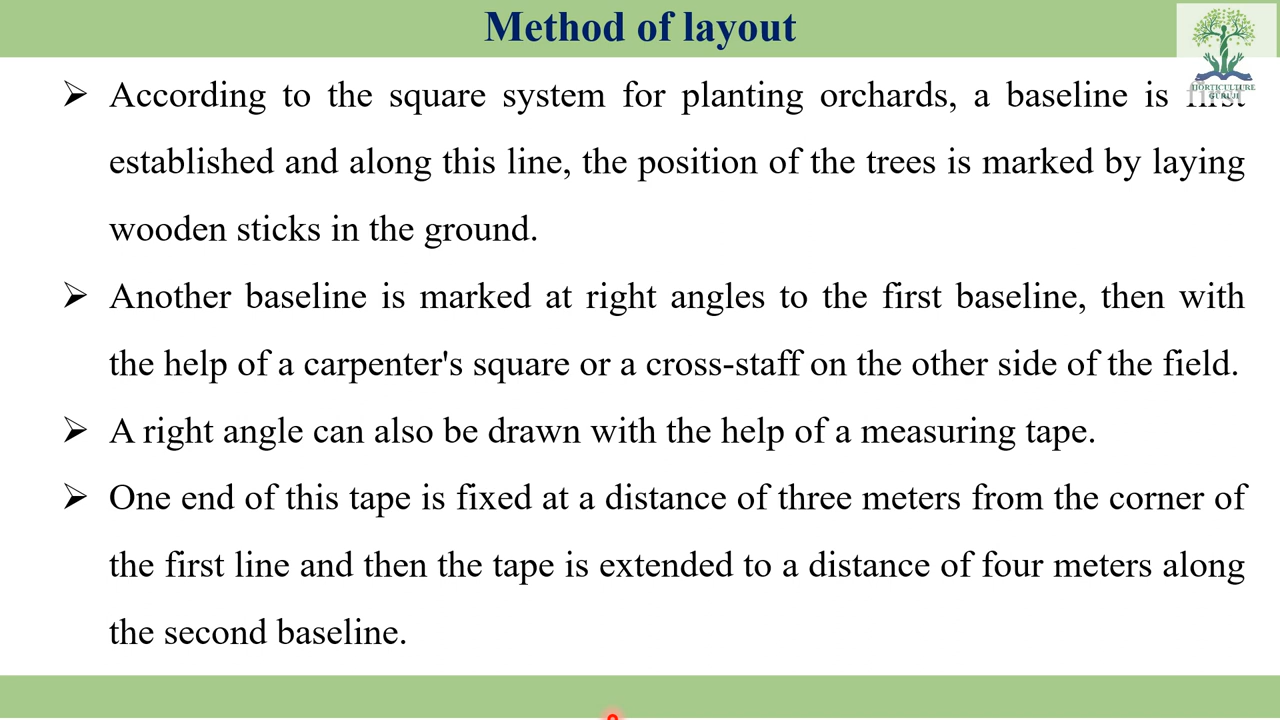 Method of layout
➢ According to the square system for planting orchards, a baseline is first
established and along this line, the position of the trees is marked by laying
wooden sticks in the ground.
➢ Another baseline is marked at right angles to the first baseline, then with
the help of a carpenter's square or a cross-staff on the other side of the field.
➢ A right angle can also be drawn with the help of a measuring tape.
➢ One end of this tape is fixed at a distance of three meters from the corner of
the first line and then the tape is extended to a distance of four meters along
the second baseline.
HORTICULTURE
GURUJI